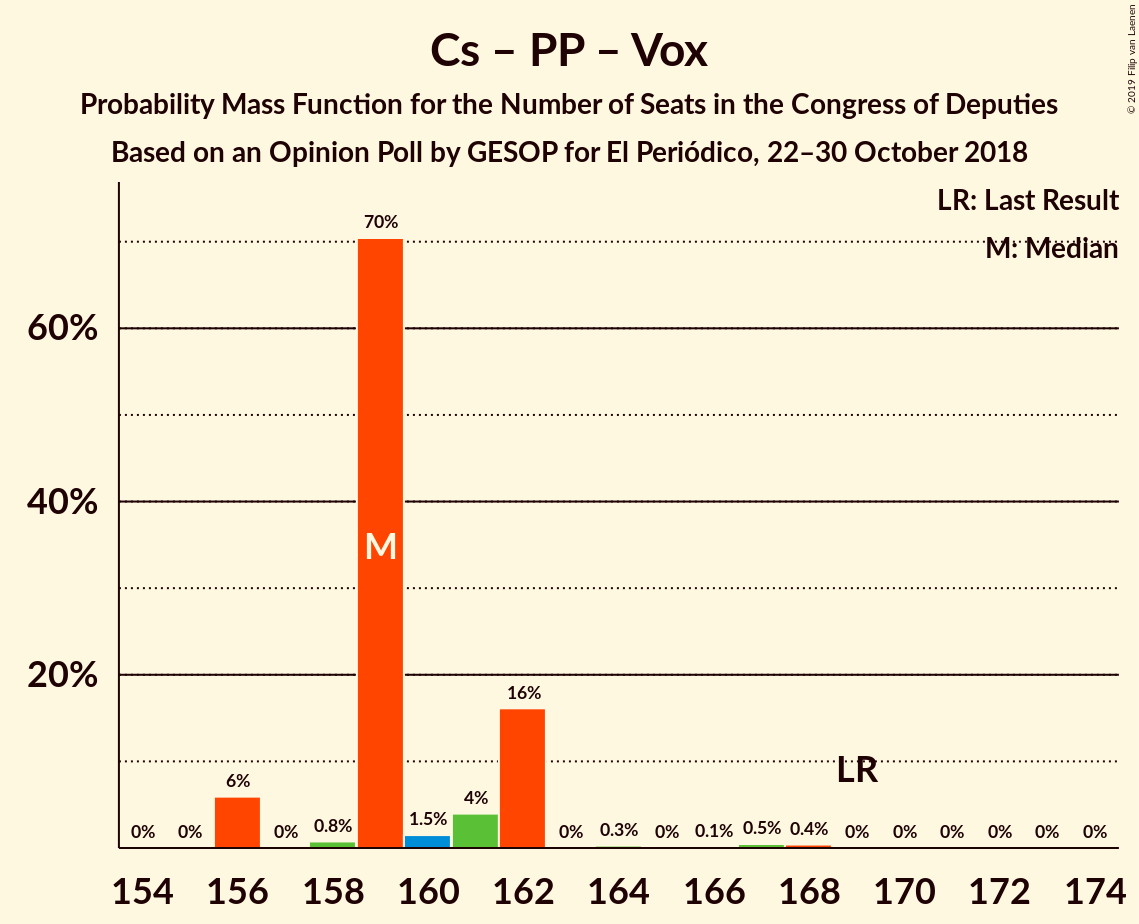 Cs – PP – Vox
Probability Mass Function for the Number of Seats in the Congress of Deputies
Based on an Opinion Poll by GESOP for El Periódico, 22–30 October 2018
© 2019 Filip van Laenen
LR: Last Result
M: Median
60%
40%
20%
0% 0% 6% 0% 0.8% 70% 1.5% 4% 16% 0% 0.3% 0% 0.1% 0.5% 0.4% 0% 0% 0% 0% 0% 0%
M
LR
154 156 158 160 162 164 166 168 170 172 174